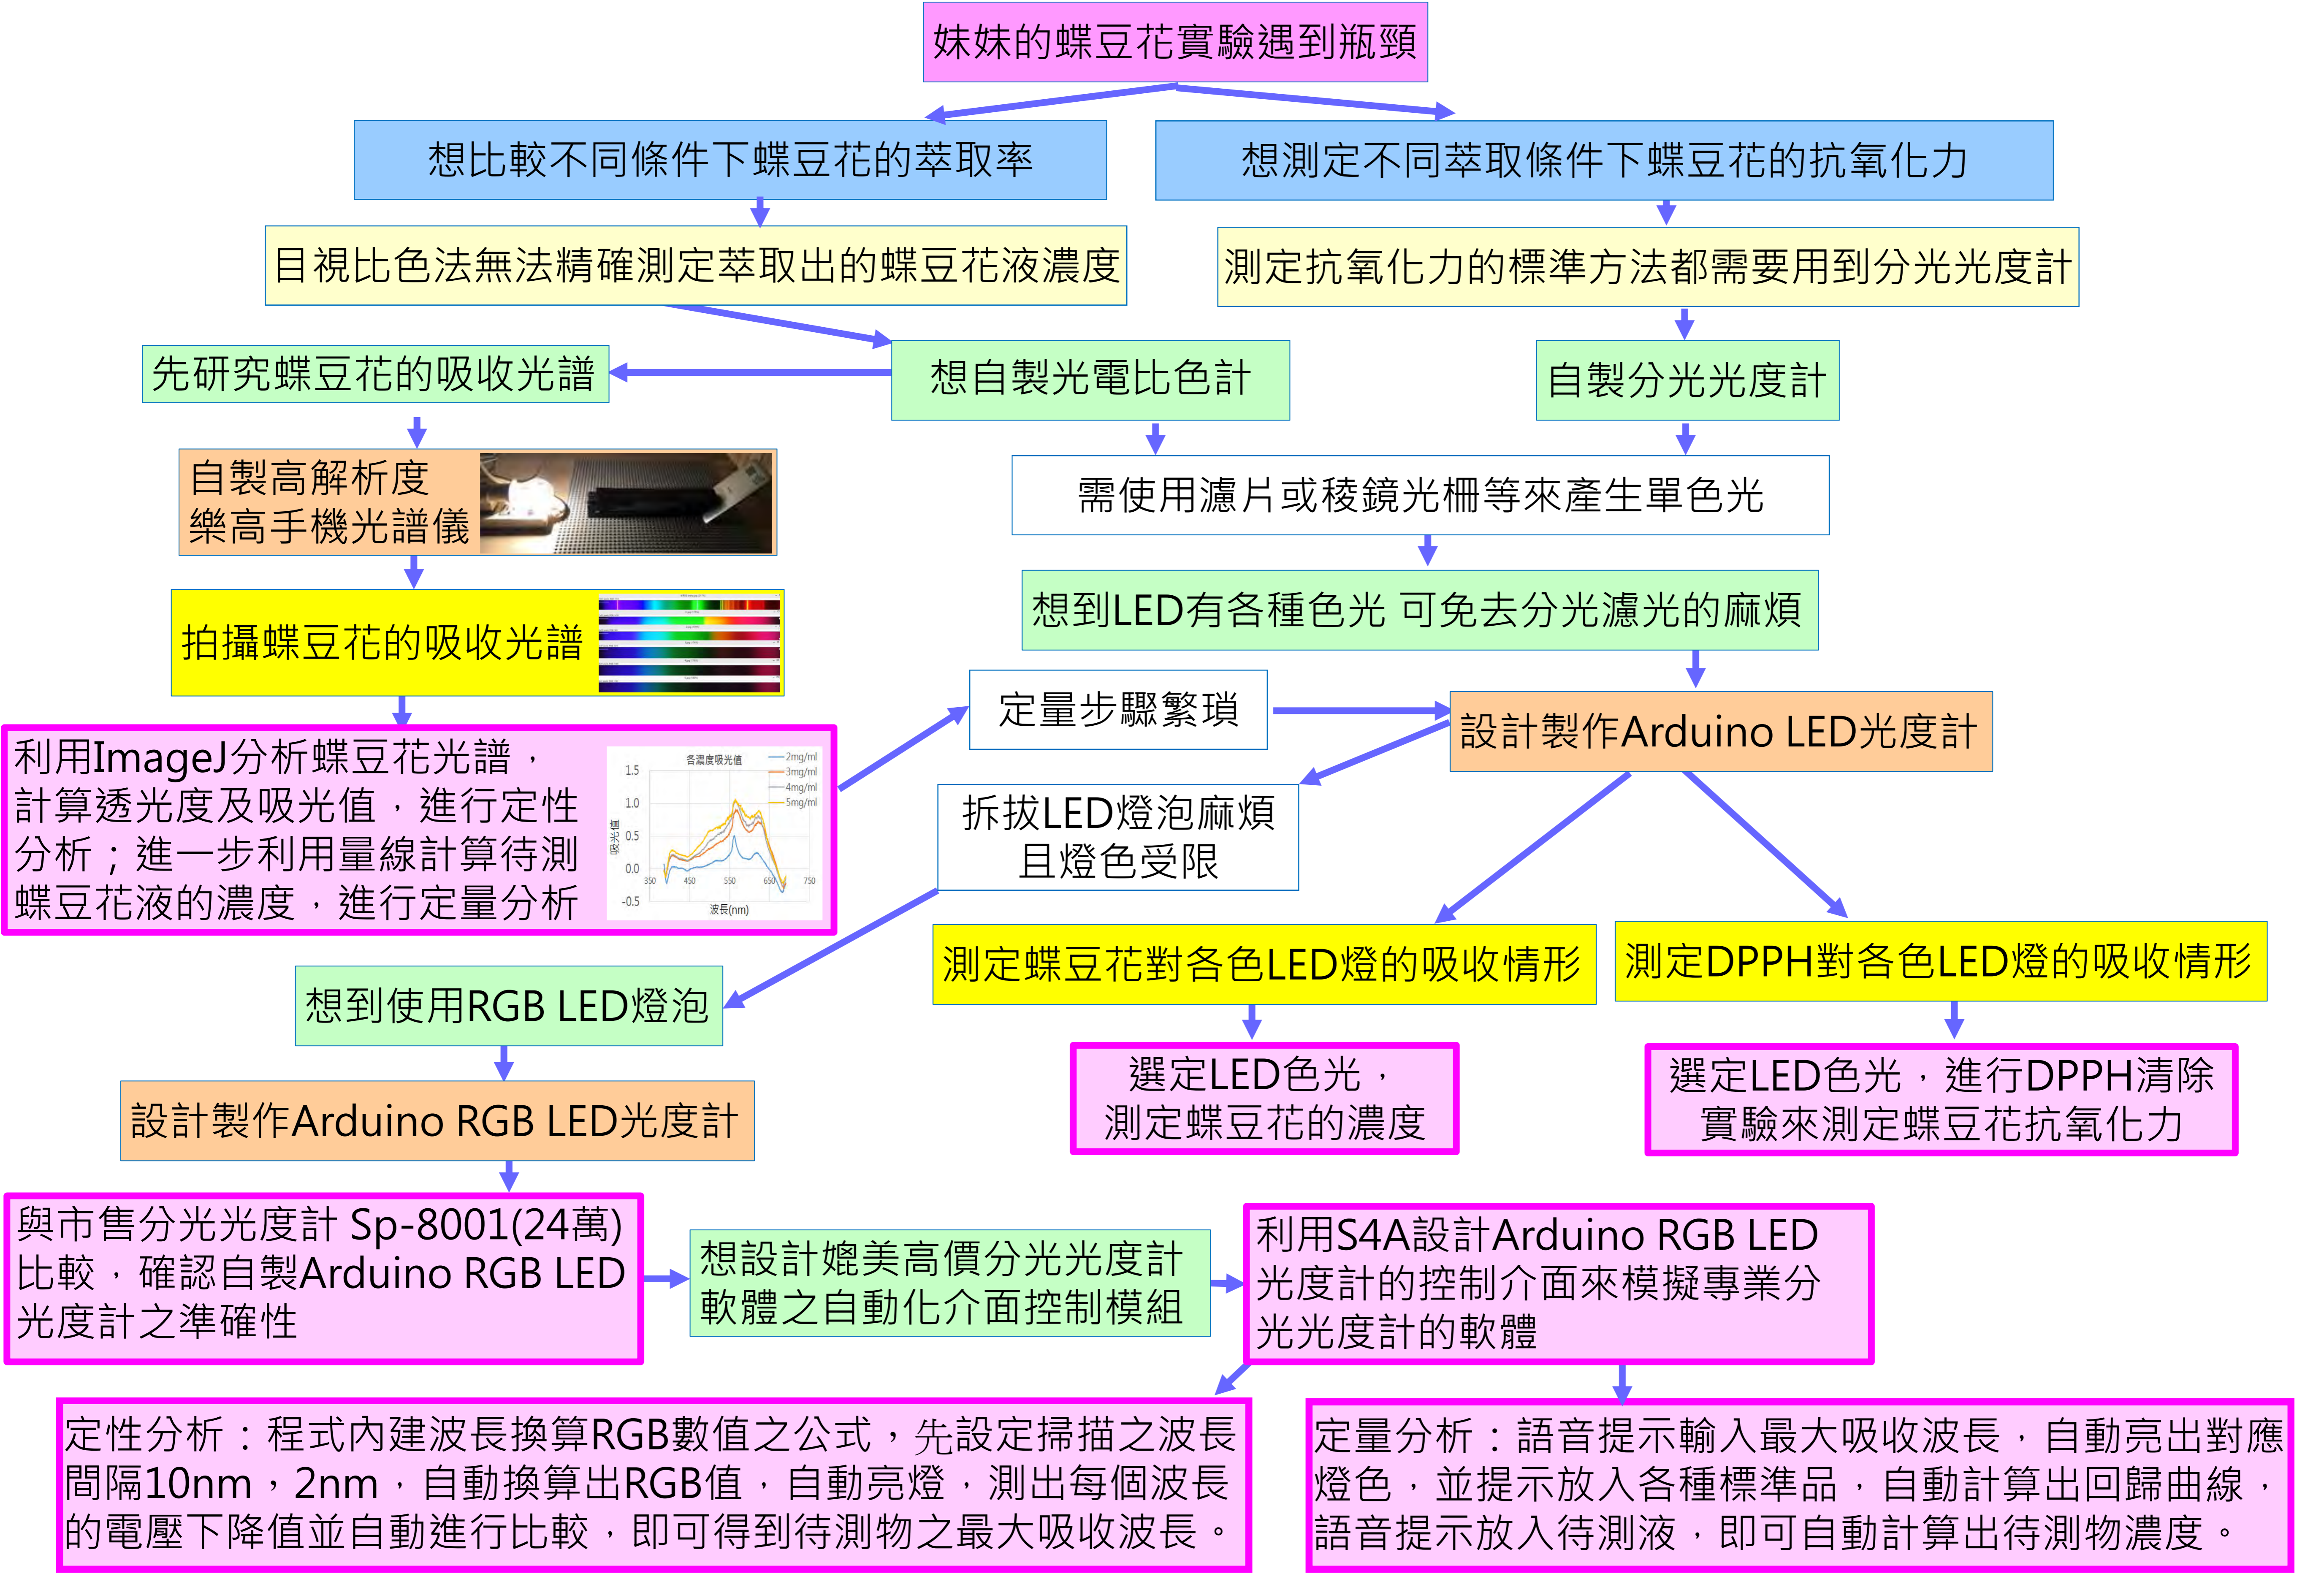 妹妹的蝶豆花實驗遇到瓶頸
想比較不同條件下蝶豆花的萃取率
想測定不同萃取條件下蝶豆花的抗氧化力
目視比色法無法精確測定萃取出的蝶豆花液濃度
測定抗氧化力的標準方法都需要用到分光光度計
先研究蝶豆花的吸收光譜
想自製光電比色計
自製分光光度計
自製高解析度
樂高手機光譜儀
需使用濾片或稜鏡光柵等來產生單色光
拍攝蝶豆花的吸收光譜
想到LED有各種色光 可免去分光濾光的麻煩
定量步驟繁瑣
設計製作Arduino LED光度計
利用ImageJ分析蝶豆花光譜，
計算透光度及吸光值，進行定性
分析；進一步利用量線計算待測
蝶豆花液的濃度，進行定量分析
各濃度吸光值
2mg/ml
3mg/ml
4mg/ml
5mg/ml
吸光值
1.5
1.0
0.5
0.0
-0.5
350 450 550 650 750
波長(nm)
拆拔LED燈泡麻煩
且燈色受限
測定蝶豆花對各色LED燈的吸收情形
測定DPPH對各色LED燈的吸收情形
想到使用RGB LED燈泡
選定LED色光，
測定蝶豆花的濃度
選定LED色光，進行DPPH清除
實驗來測定蝶豆花抗氧化力
設計製作Arduino RGB LED光度計
與市售分光光度計 Sp-8001(24萬)
比較，確認自製Arduino RGB LED
光度計之準確性
想設計媲美高價分光光度計
軟體之自動化介面控制模組
利用S4A設計Arduino RGB LED
光度計的控制介面來模擬專業分
光光度計的軟體
定性分析：程式內建波長換算RGB數值之公式，先設定掃描之波長
間隔10nm，2nm，自動換算出RGB值，自動亮燈，測出每個波長
的電壓下降值並自動進行比較，即可得到待測物之最大吸收波長。
定量分析：語音提示輸入最大吸收波長，自動亮出對應
燈色，並提示放入各種標準品，自動計算出回歸曲線，
語音提示放入待測液，即可自動計算出待測物濃度。